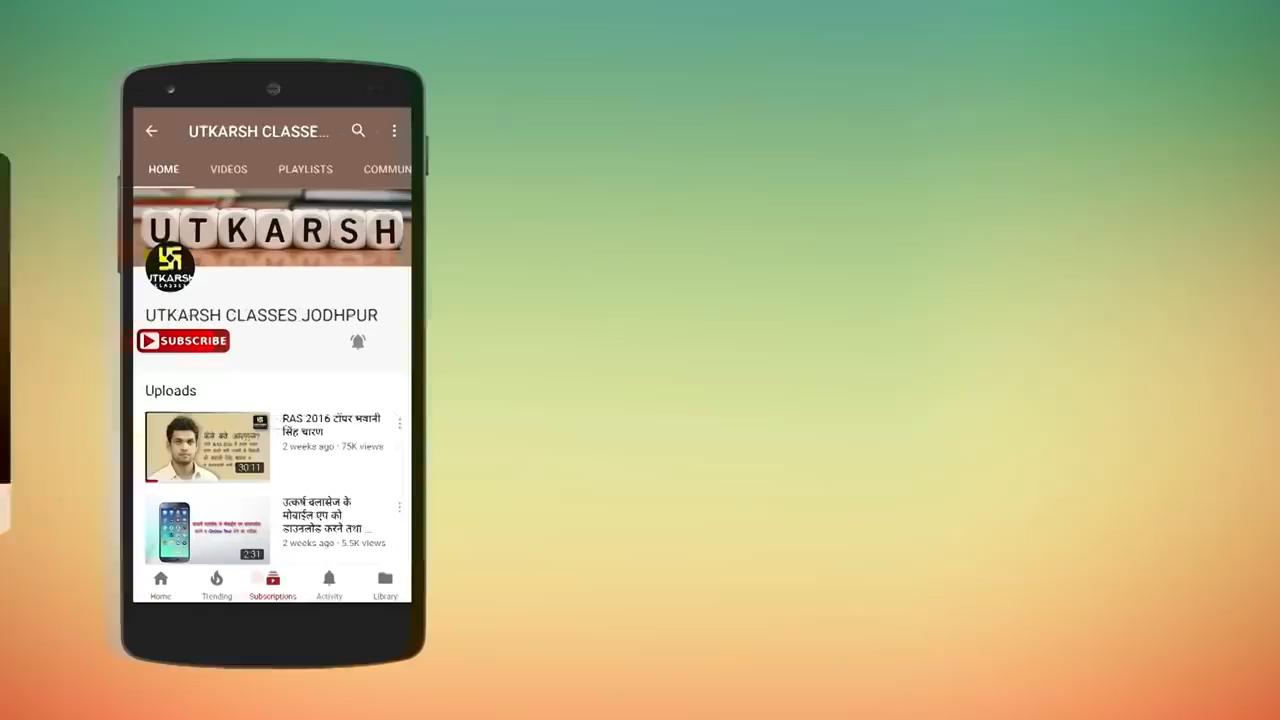 UTKARSH CLASSE...
HOME VIDEOS PLAYLISTS COMMUN
UTKARSH
UTKARSH
CLASSES
UTKARSH CLASSES JODHPUR
SUBSCRIBE
Uploads
RAS 2016 टॉपर भवानी
सिंह चारण
2 weeks ago · 75K views
30:11
उत्कर्ष क्लासेज के
मोबाईल एप को
डाउनलोड करने तथा ...
2 weeks ago · 5.5K views
2:31
Home Trending Subscriptions Activity Library